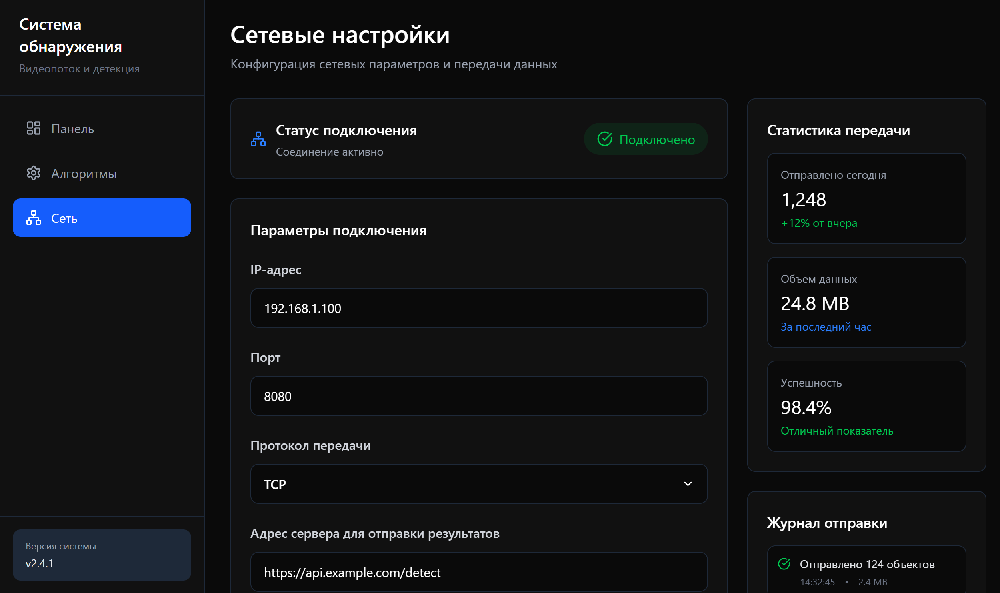 Система
обнаружения
Видеопоток и детекция
Панель
Алгоритмы
Сеть
Версия системы
v2.4.1
Сетевые настройки
Конфигурация сетевых параметров и передачи данных
Статус подключения
Соединение активно
Подключено
Параметры подключения
IP-адрес
192.168.1.100
Порт
8080
Протокол передачи
TCP
Адрес сервера для отправки результатов
https://api.example.com/detect
Статистика передачи
Отправлено сегодня
1,248
+12% от вчера
Объем данных
24.8 MB
За последний час
Успешность
98.4%
Отличный показатель
Журнал отправки
Отправлено 124 объектов
14:32:45 • 2.4 MB